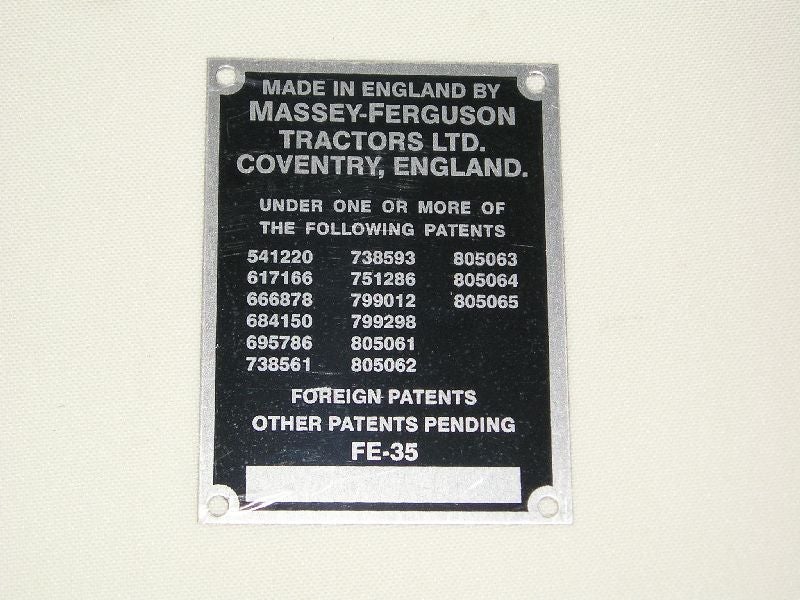 MADE IN ENGLAND BY
MASSEY-FERGUSON
TRACTORS LTD.
COVENTRY, ENGLAND.
UNDER ONE OR MORE OF
THE FOLLOWING PATENTS
541220 738593 805063
617166 751286 805064
666878 799012 805065
684150 799298
695786 805061
738561 805062
FOREIGN PATENTS
OTHER PATENTS PENDING
FE-35